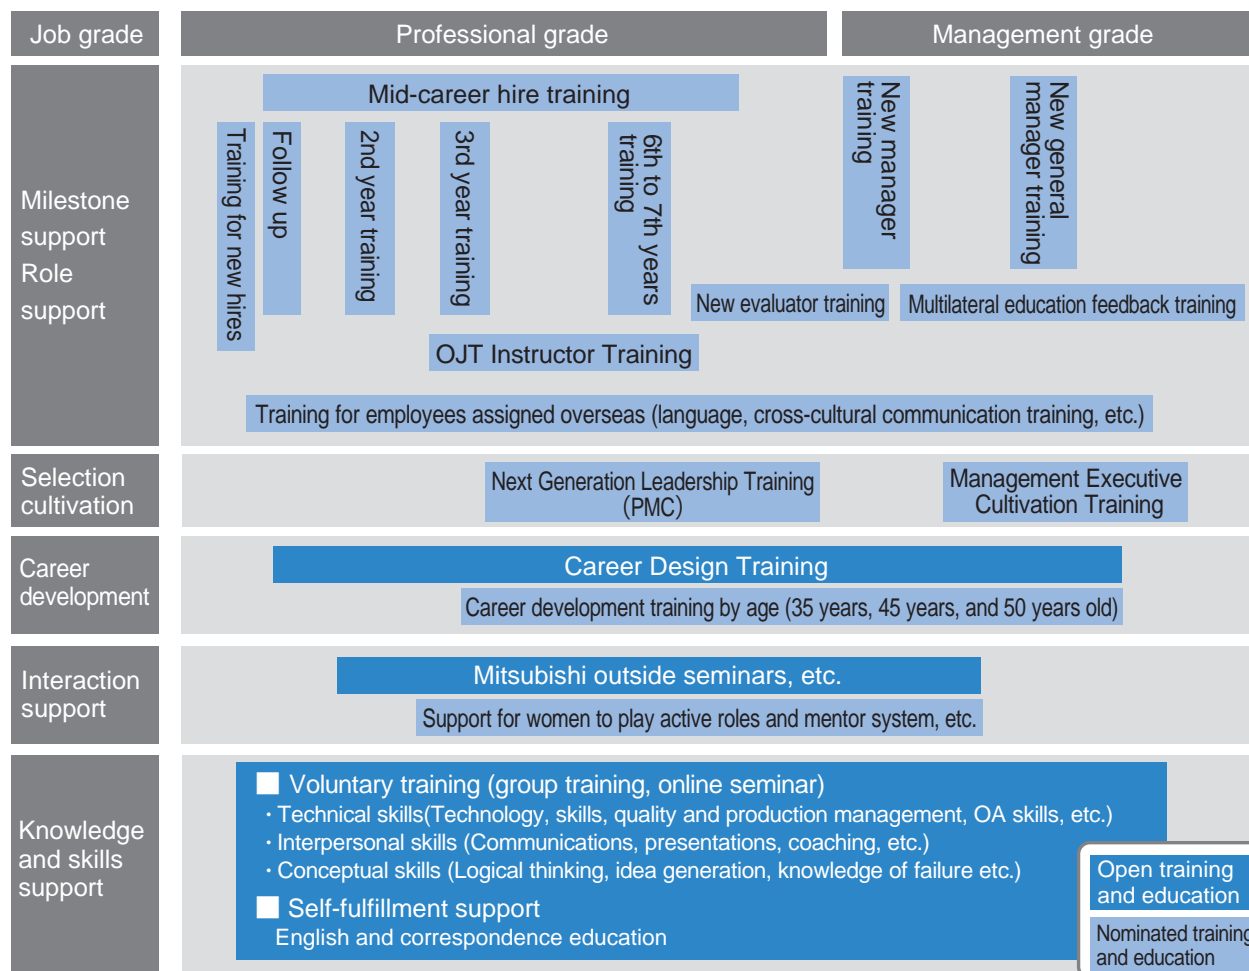 Job grade
Professional grade
Management grade
Milestone
support
Role
support
Mid-career hire training
Training for new hires
Follow up
2nd year training
3rd year training
6th to 7th years
training
New manager
training
New general
manager training
New evaluator training
Multilateral education feedback training
OJT Instructor Training
Training for employees assigned overseas (language, cross-cultural communication training, etc.)
Selection
cultivation
Next Generation Leadership Training
(PMC)
Management Executive
Cultivation Training
Career
development
Career Design Training
Career development training by age (35 years, 45 years, and 50 years old)
Interaction
support
Mitsubishi outside seminars, etc.
Support for women to play active roles and mentor system, etc.
Knowledge
and skills
support
■ Voluntary training (group training, online seminar)
・Technical skills(Technology, skills, quality and production management, OA skills, etc.)
・Interpersonal skills (Communications, presentations, coaching, etc.)
・Conceptual skills (Logical thinking, idea generation, knowledge of failure etc.)
■ Self-fulfillment support
English and correspondence education
Open training
and education
Nominated training
and education